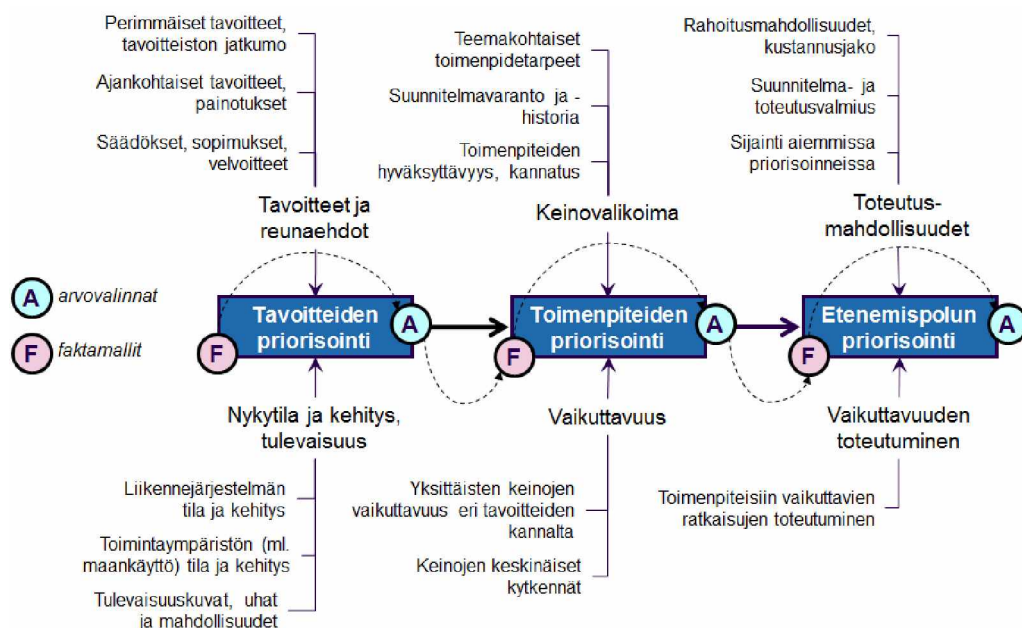 Perimmäiset tavoitteet,
tavoitteiston jatkumo
Ajankohtaiset tavoitteet,
painotukset
Säädökset, sopimukset,
velvoitteet
Tavoitteet ja
reunaehdot
Teemakohtaiset
toimenpidetarpeet
Suunnitelmavaranto ja -
historia
Toimenpiteiden
hyväksyttävyys, kannatus
Keinovalikoima
Rahoitusmahdollisuudet,
kustannusjako
Suunnitelma- ja
toteutusvalmius
Sijainti aiemmissa
priorisoinneissa
Toteutus-
mahdollisuudet
A arvovalinnat
F faktamallit
Tavoitteiden
priorisointi
F
A
Toimenpiteiden
priorisointi
F
A
Etenemispolun
priorisointi
F
A
Nykytila ja kehitys,
tulevaisuus
Liikennejärjestelmän
tila ja kehitys
Toimintaympäristön (ml.
maankäyttö) tila ja kehitys
Tulevaisuuskuvat, uhat
ja mahdollisuudet
Vaikuttavuus
Yksittäisten keinojen
vaikuttavuus eri tavoitteiden
kannalta
Keinojen keskinäiset
kytkennät
Vaikuttavuuden
toteutuminen
Toimenpiteisiin vaikuttavien
ratkaisujen toteutuminen